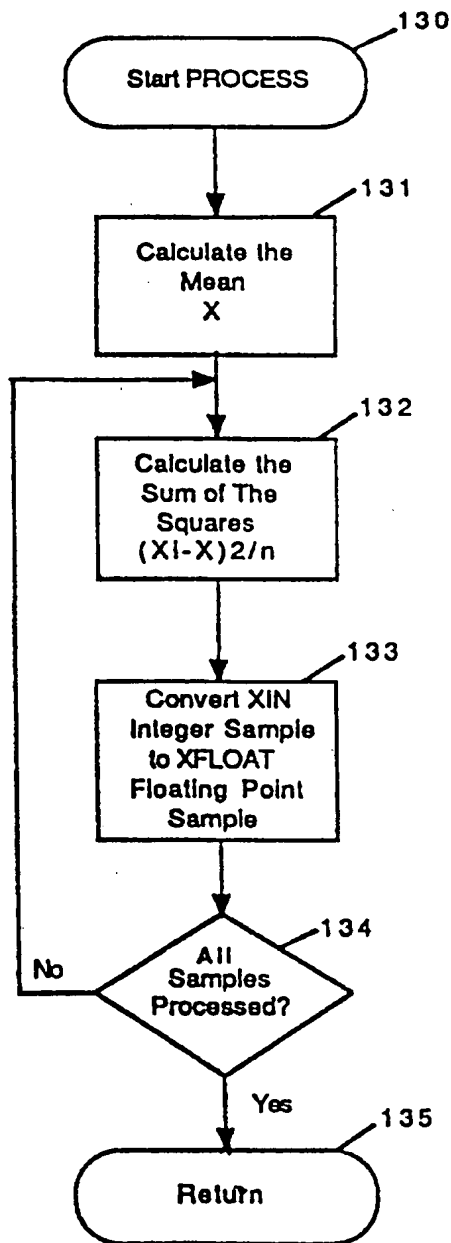 130
Start PROCESS
131
Calculate the
Mean
X
132
Calculate the
Sum of The
Squares
(XI-X)2/n
133
Convert XIN
Integer Sample
to XFLOAT
Floating Point
Sample
134
All
Samples
Processed?
No
Yes
135
Return